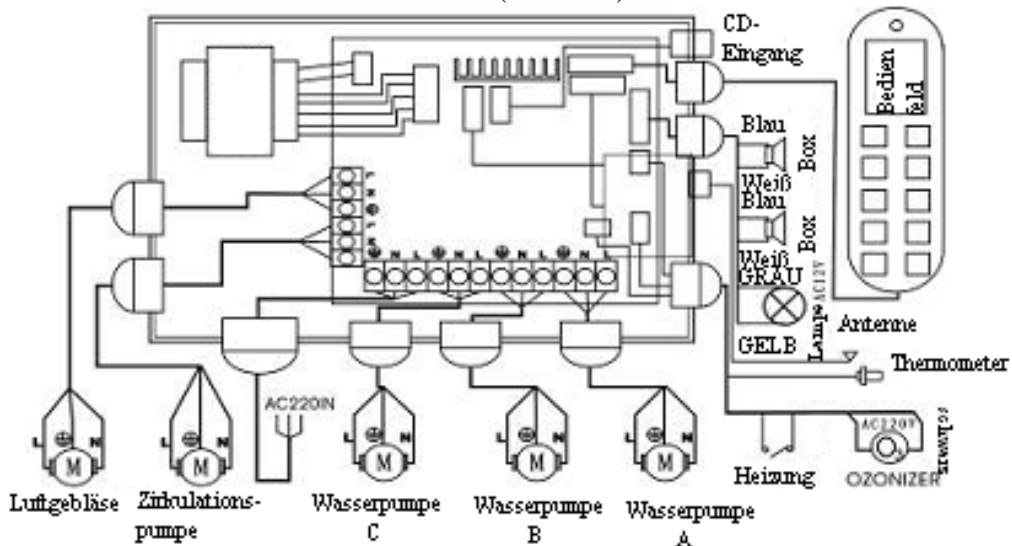 CD-
Eingang
Bedien
feld
Blau
Weiß
Box
Blau
Weiß
Box
GRAU
GELB
Lampe AC12V
Antenne
Thermometer
L
N
L
N
N L N L N L N L
AC220IN
L N
M
L N
M
L N
M
L N
M
L N
M
AC220V
schwarz
Heizung
OZONIZER
Luftgebläse
Zirkulations-
pumpe
Wasserpumpe
C
Wasserpumpe
B
Wasserpumpe
A